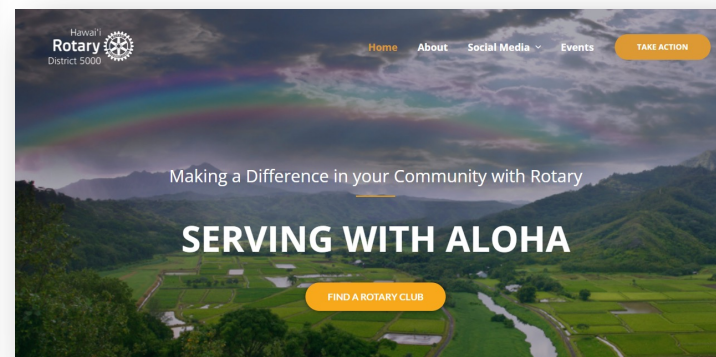 Hawai'i
Rotary
District 5000
Home About Social Media Events TAKE ACTION
Making a Difference in your Community with Rotary
SERVING WITH ALOHA
FIND A ROTARY CLUB